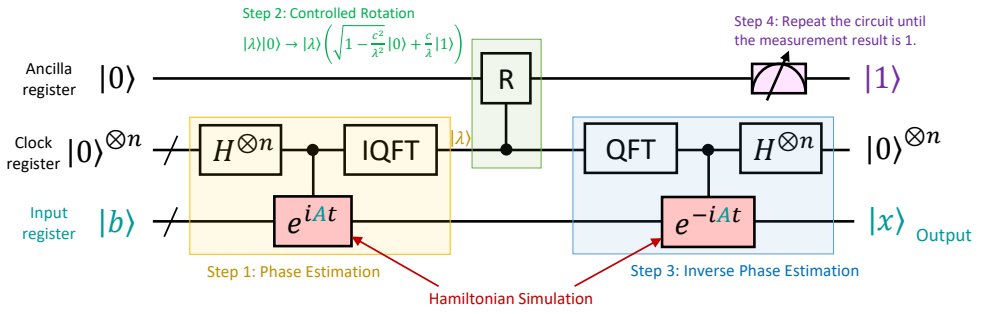 Step 2: Controlled Rotation
|λ⟩|0⟩ → |λ⟩(√(1 − c²/λ²)|0⟩ + c/λ|1⟩)
Step 4: Repeat the circuit until
the measurement result is 1.
Ancilla
register
|0⟩
R
|1⟩
Clock
register
|0⟩⊗n
H⊗n
IQFT
|λ⟩
QFT
H⊗n
|0⟩⊗n
Input
register
|b⟩
e^{iAt}
e^{−iAt}
|x⟩
Output
Step 1: Phase Estimation
Step 3: Inverse Phase Estimation
Hamiltonian Simulation